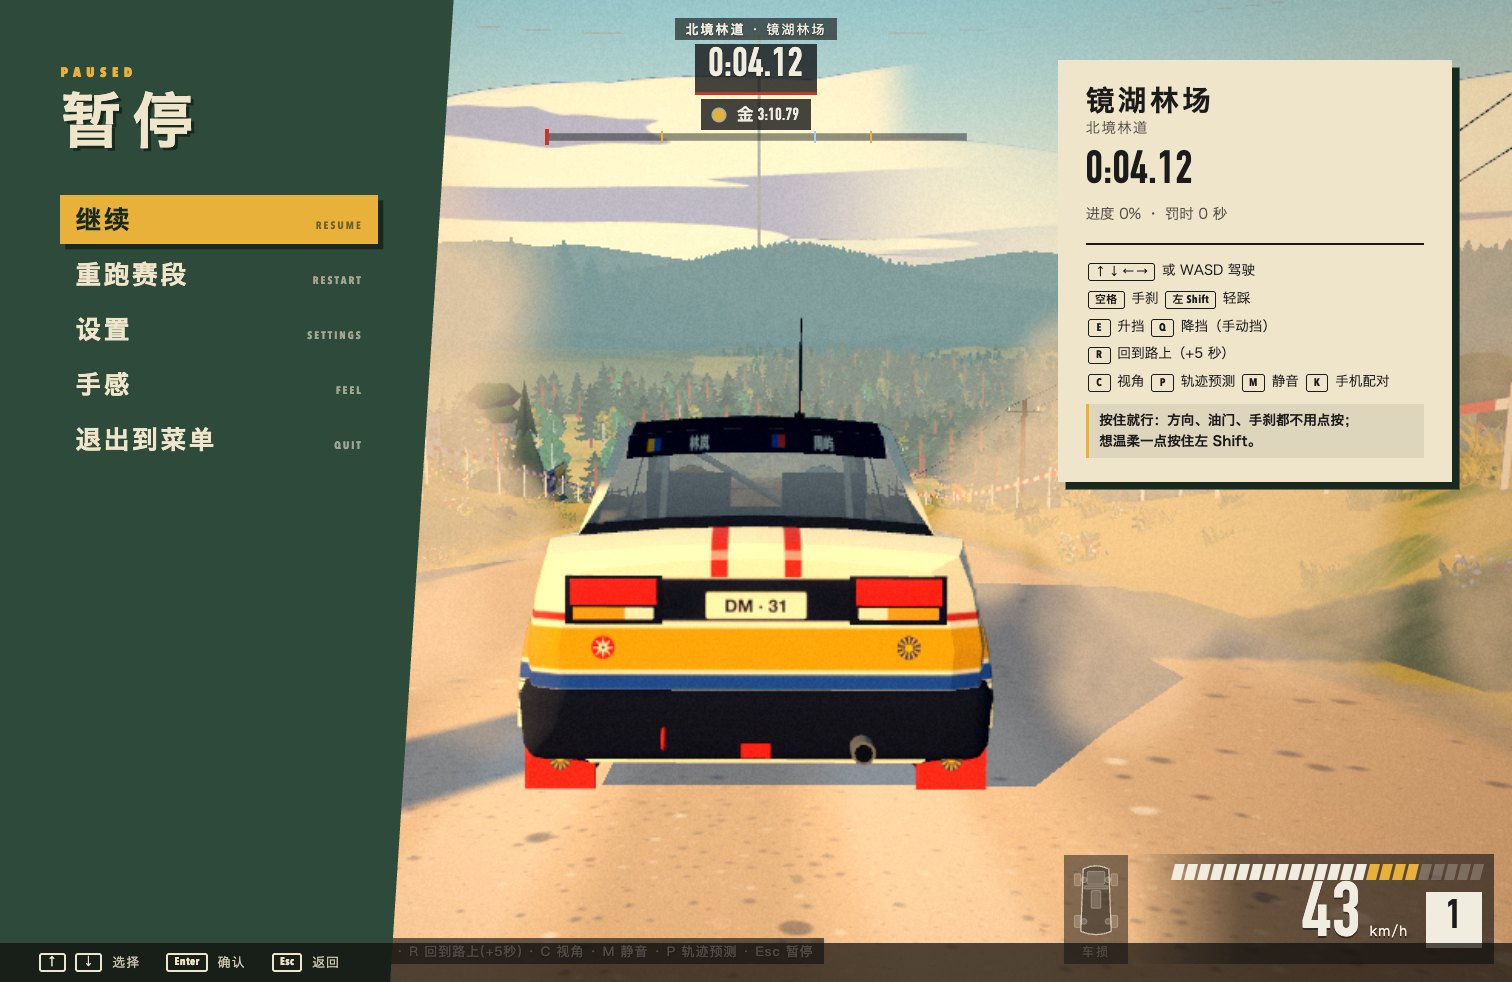 PAUSED
暂停
继续 RESUME
重跑赛段 RESTART
设置 SETTINGS
手感 FEEL
退出到菜单 QUIT
北境林道 · 镜湖林场
0:04.12
金 3:10.79
镜湖林场
北境林道
0:04.12
进度 0% · 罚时 0 秒
↑↓←→ 或 WASD 驾驶
空格 手刹 左 Shift 轻踩
E 升挡 Q 降挡（手动挡）
R 回到路上（+5 秒）
C 视角 P 轨迹预测 M 静音 K 手机配对
按住就行：方向、油门、手刹都不用点按；
想温柔一点按住左 Shift。
林岚 周屿
DM · 31
车损
43 km/h
1
· R 回到路上(+5秒) · C 视角 · M 静音 · P 轨迹预测 · Esc 暂停
↑ ↓ 选择 Enter 确认 Esc 返回